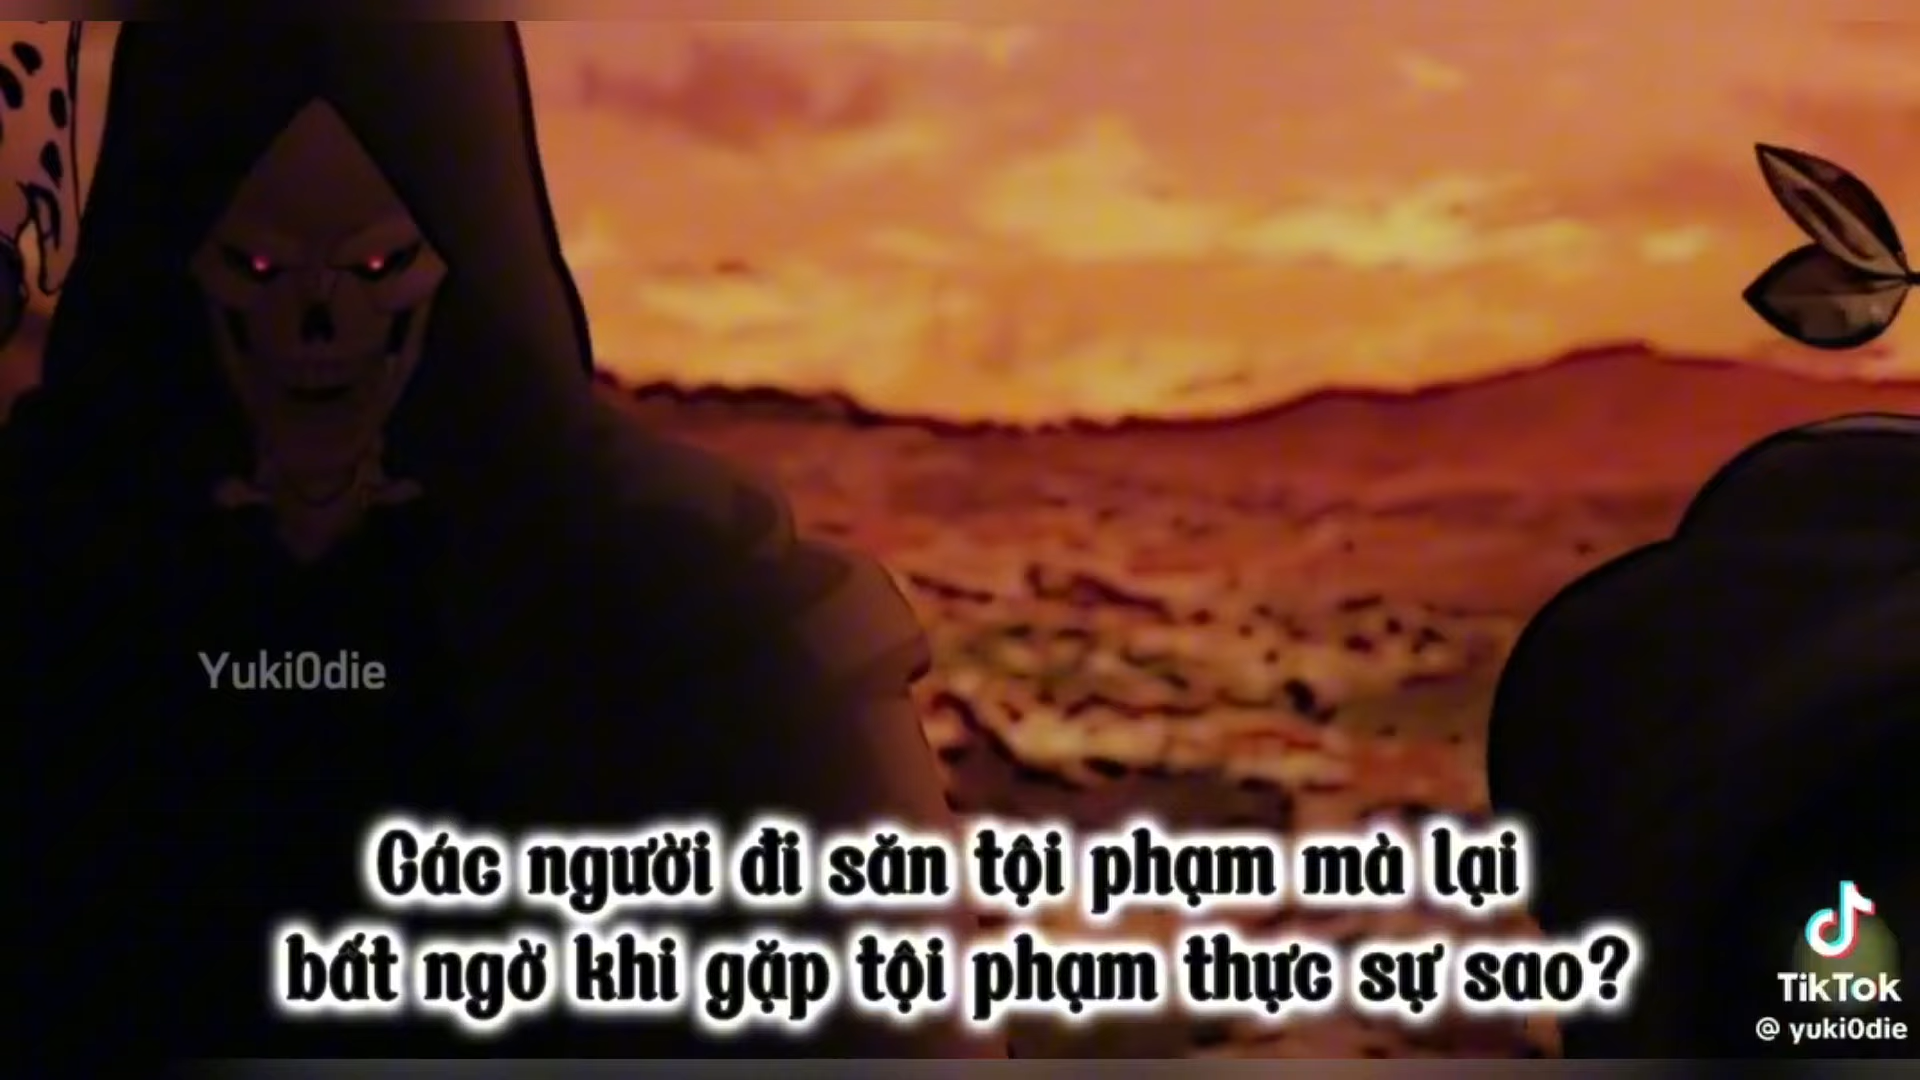 Yuki0die
Các người đi săn tội phạm mà lại
bất ngờ khi gặp tội phạm thực sự sao?
TikTok
@ yuki0die